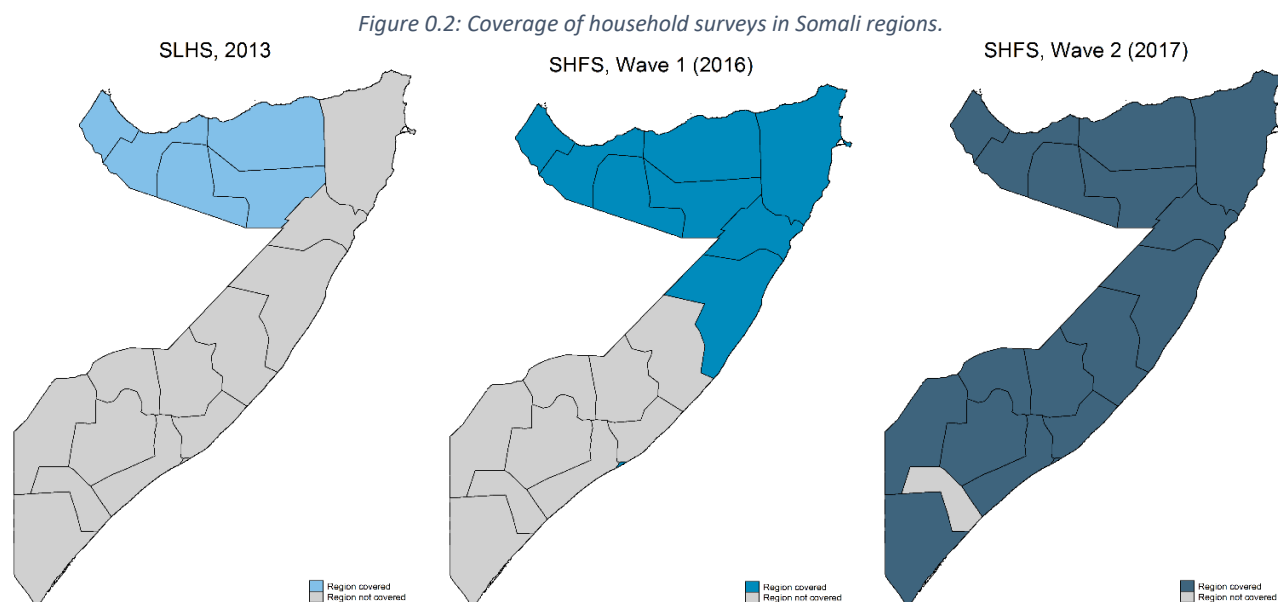 Figure 0.2: Coverage of household surveys in Somali regions.
SLHS, 2013
SHFS, Wave 1 (2016)
SHFS, Wave 2 (2017)
Region covered
Region not covered
Region covered
Region not covered
Region covered
Region not covered